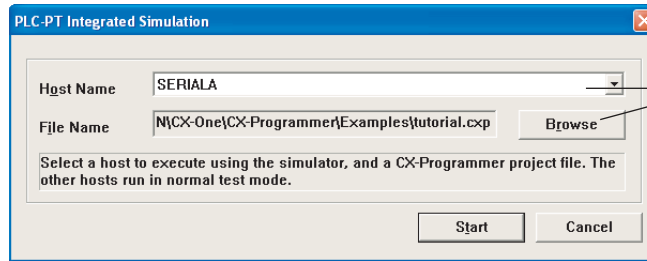 PLC-PT Integrated Simulation
Host Name
SERIALA
File Name
N\CX-One\CX-Programmer\Examples\tutorial.cxp
Browse
Select a host to execute using the simulator, and a CX-Programmer project file. The
other hosts run in normal test mode.
Start
Cancel